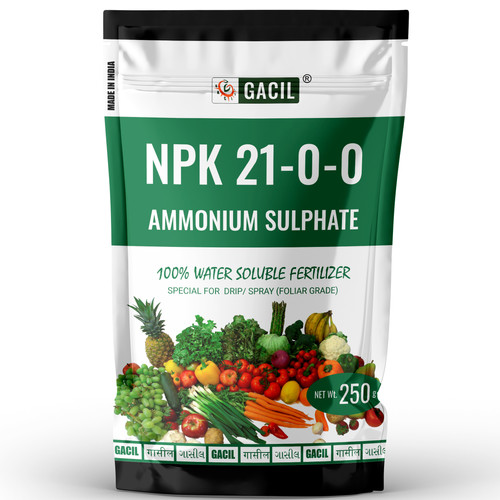 MADE IN INDIA
GACIL ®
NPK 21-0-0
AMMONIUM SULPHATE
100% WATER SOLUBLE FERTILIZER
SPECIAL FOR DRIP/ SPRAY (FOLIAR GRADE)
NET Wt. 250 g
GACIL गासील ગાસીલ GACIL गासील ગાસીલ GACIL गासील ગાસીલ